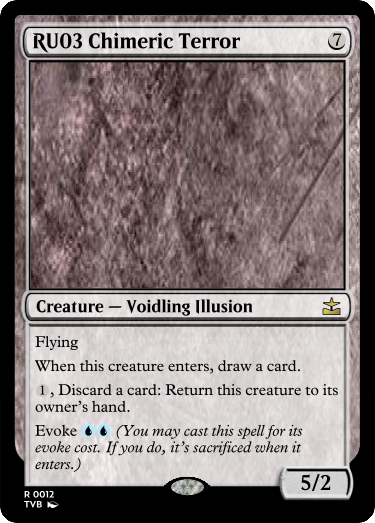 RU03 Chimeric Terror 7
Creature — Voidling Illusion
Flying
When this creature enters, draw a card.
1, Discard a card: Return this creature to its
owner's hand.
Evoke (You may cast this spell for its
evoke cost. If you do, it's sacrificed when it
enters.)
5/2
R 0012
TVB